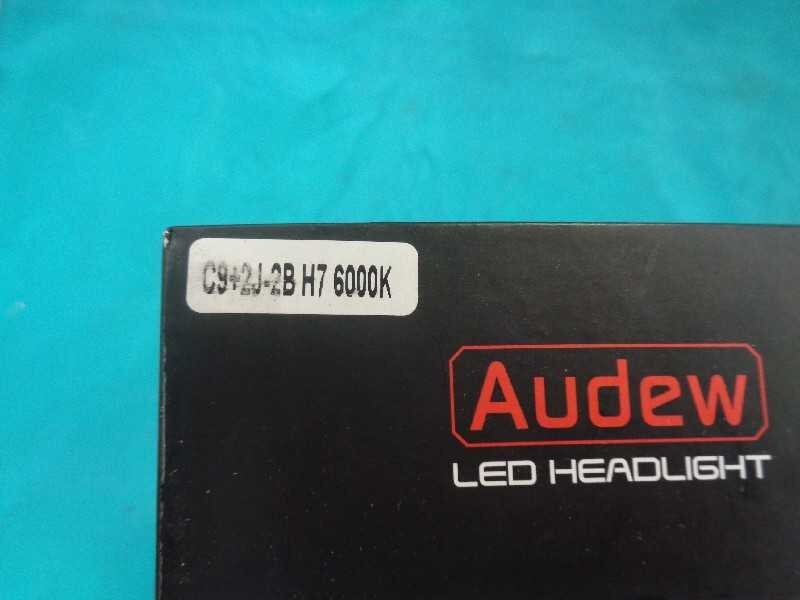 C9+2J-2B H7 6000K
Audew
LED HEADLIGHT